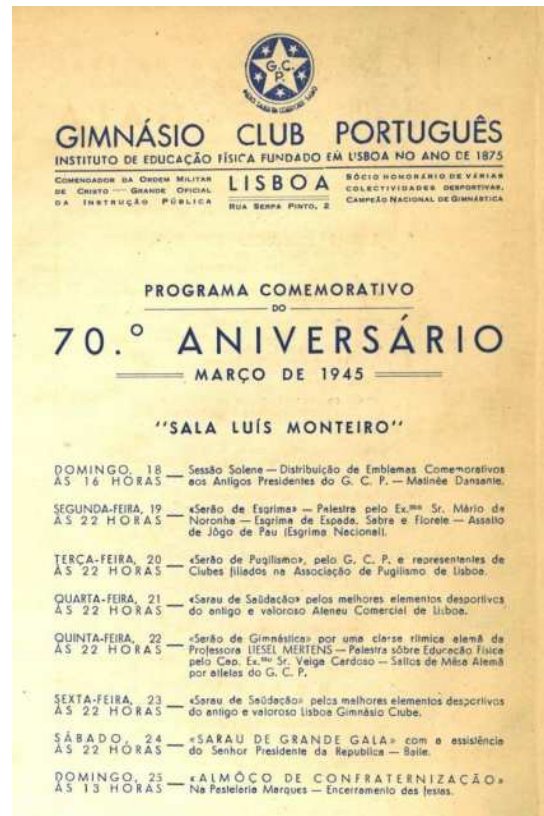 G. C. P.
GIMNÁSIO CLUB PORTUGUÊS
INSTITUTO DE EDUCAÇÃO FÍSICA FUNDADO EM LISBOA NO ANO DE 1875
COMENDADOR DA ORDEM MILITAR
DE CRISTO — GRANDE OFICIAL
DA INSTRUÇÃO PÚBLICA
LISBOA
RUA SERPA PINTO, 2
SÓCIO HONORÁRIO DE VÁRIAS
COLECTIVIDADES DESPORTIVAS,
CAMPEÃO NACIONAL DE GIMNÁSTICA
PROGRAMA COMEMORATIVO
DO
70.º ANIVERSÁRIO
MARÇO DE 1945
"SALA LUÍS MONTEIRO"
DOMINGO, 18 — Sessão Solene — Distribuição de Emblemas Comemorativos
ÀS 16 HORAS aos Antigos Presidentes do G. C. P. — Matinée Dansante.
SEGUNDA-FEIRA, 19 — «Serão de Esgrima» — Palestra pelo Ex.mo Sr. Mário de
ÀS 22 HORAS Noronha — Esgrima de Espada, Sabre e Florete — Assalto
de Jôgo de Pau (Esgrima Nacional).
TERÇA-FEIRA, 20 — «Serão de Pugilismo», pelo G. C. P. e representantes de
ÀS 22 HORAS Clubes filiados na Associação de Pugilismo de Lisboa.
QUARTA-FEIRA, 21 — «Sarau de Saüdação» pelos melhores elementos desportivos
ÀS 22 HORAS do antigo e valoroso Ateneu Comercial de Lisboa.
QUINTA-FEIRA, 22 — «Serão de Gimnástica» por uma classe rítmica alemã da
ÀS 22 HORAS Professora LIESEL MERTENS — Palestra sôbre Educação Física
pelo Cap. Ex.mo Sr. Veiga Cardoso — Saltos de Mêsa Alemã
por atletas do G. C. P.
SEXTA-FEIRA, 23 — «Sarau de Saüdação» pelos melhores elementos desportivos
ÀS 22 HORAS do antigo e valoroso Lisboa Gimnásio Clube.
SÁBADO, 24 — «SARAU DE GRANDE GALA» com a assistência
ÀS 22 HORAS do Senhor Presidente da Republica — Baile.
DOMINGO, 25 — «ALMÔÇO DE CONFRATERNIZAÇÃO»
ÀS 13 HORAS Na Pastelaria Marques — Encerramento das festas.